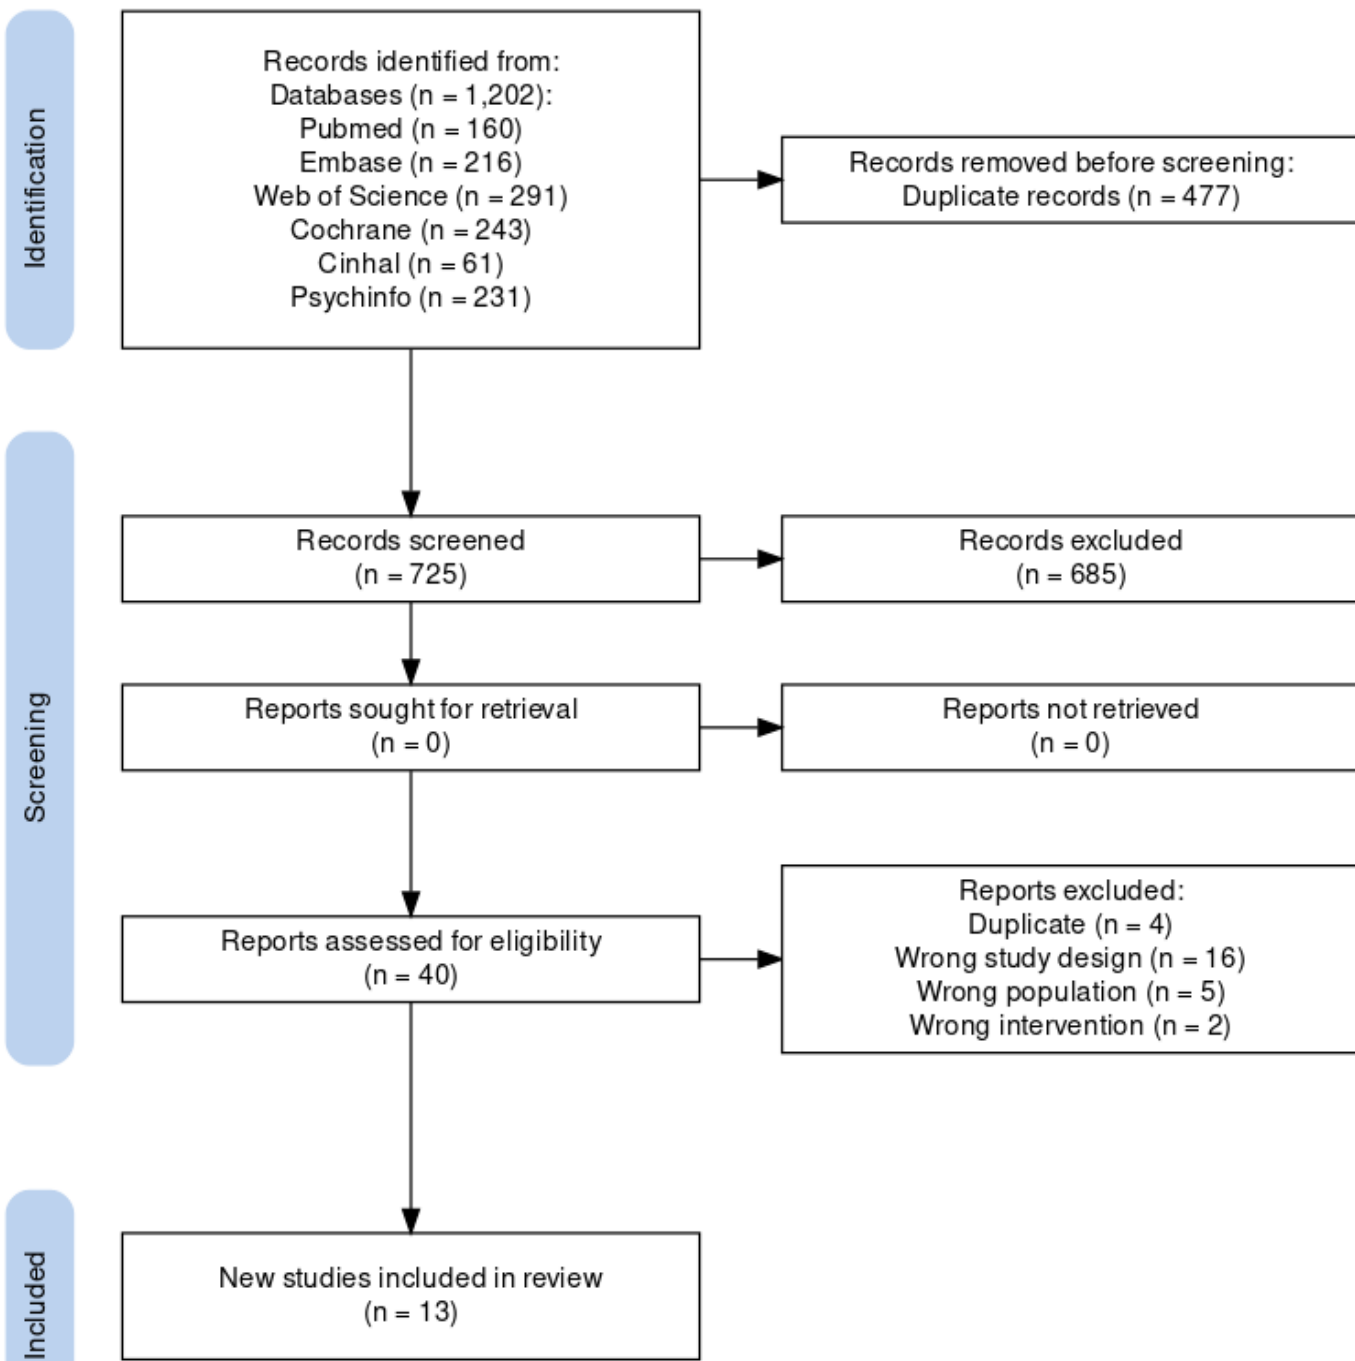 Identification
Records identified from:
Databases (n = 1,202):
Pubmed (n = 160)
Embase (n = 216)
Web of Science (n = 291)
Cochrane (n = 243)
Cinhal (n = 61)
Psychinfo (n = 231)
Records removed before screening:
Duplicate records (n = 477)
Screening
Records screened
(n = 725)
Records excluded
(n = 685)
Reports sought for retrieval
(n = 0)
Reports not retrieved
(n = 0)
Reports assessed for eligibility
(n = 40)
Reports excluded:
Duplicate (n = 4)
Wrong study design (n = 16)
Wrong population (n = 5)
Wrong intervention (n = 2)
Included
New studies included in review
(n = 13)